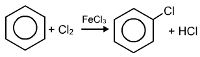 + Cl₂ FeCl₃ Cl + HCl